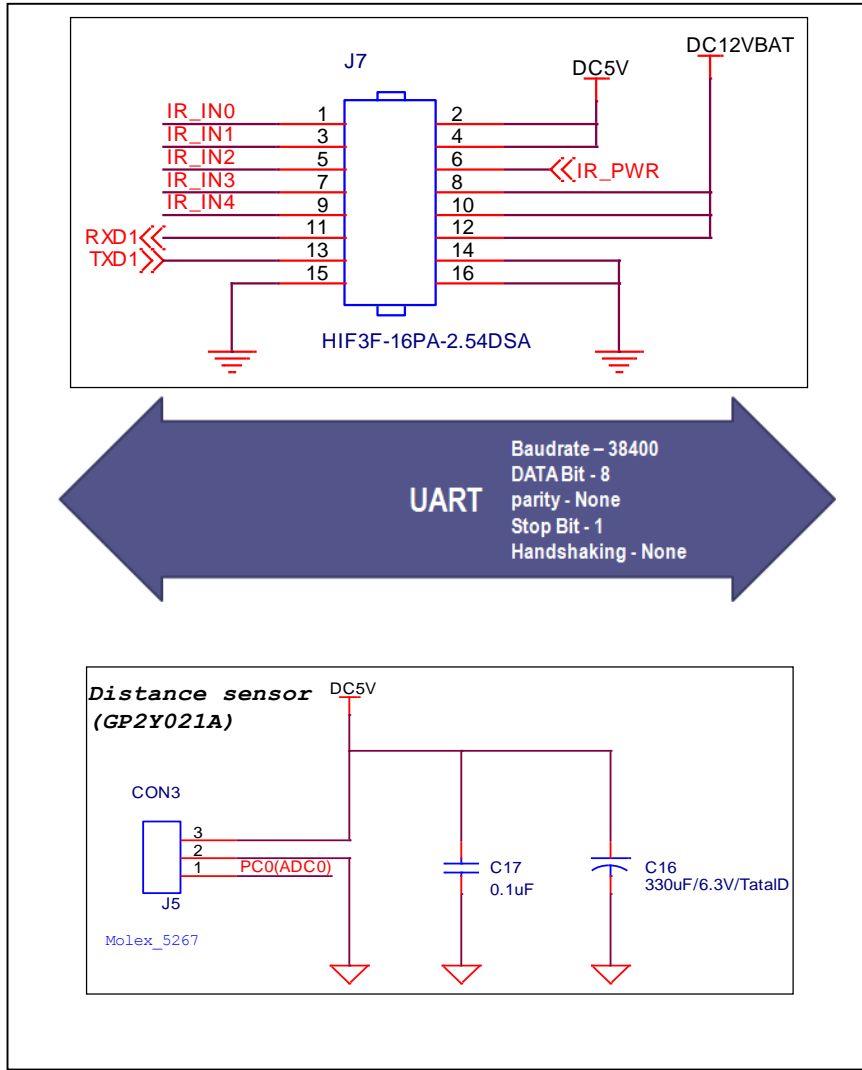 DC12VBAT
J7
DC5V
IR_IN0 1 2
IR_IN1 3 4
IR_IN2 5 6 IR_PWR
IR_IN3 7 8
IR_IN4 9 10
RXD1 11 12
TXD1 13 14
15 16
HIF3F-16PA-2.54DSA
UART
Baudrate – 38400
DATA Bit - 8
parity - None
Stop Bit - 1
Handshaking - None
Distance sensor
(GP2Y021A)
DC5V
CON3
3
2
1 PC0(ADC0)
J5
Molex_5267
C17
0.1uF
C16
330uF/6.3V/TatalD